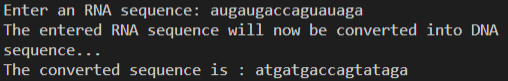 Enter an RNA sequence: augaugaccaguauaga
The entered RNA sequence will now be converted into DNA
sequence...
The converted sequence is : atgatgaccagtataga